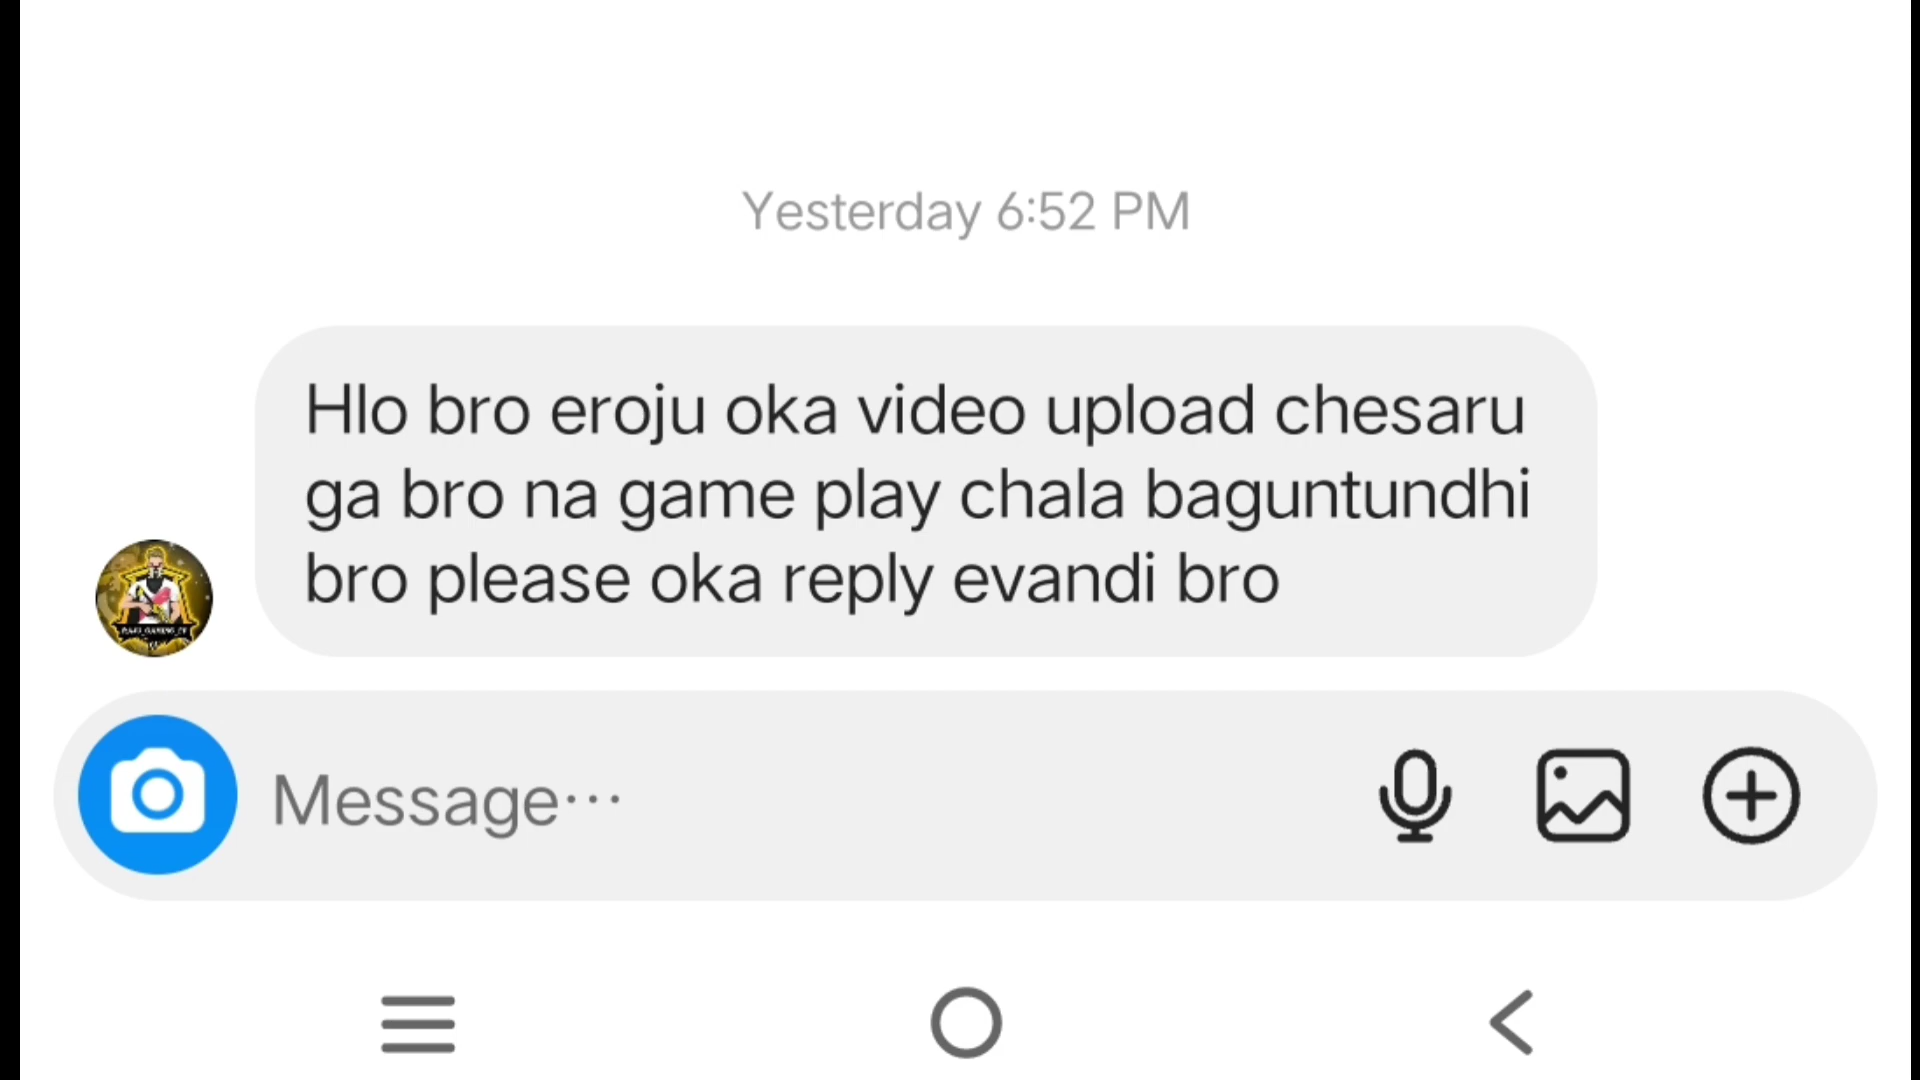 Yesterday 6:52 PM
Hlo bro eroju oka video upload chesaru
ga bro na game play chala baguntundhi
bro please oka reply evandi bro
Message...